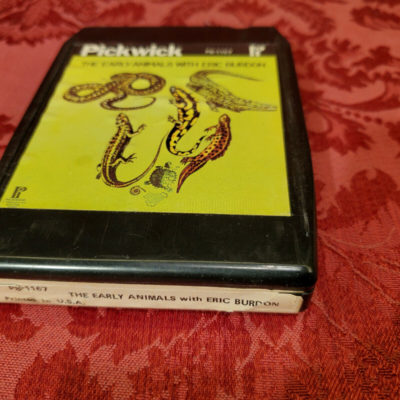 Pickwick
THE EARLY ANIMALS WITH ERIC BURDON
P8-1167
THE EARLY ANIMALS with ERIC BURDON
Printed in U.S.A.